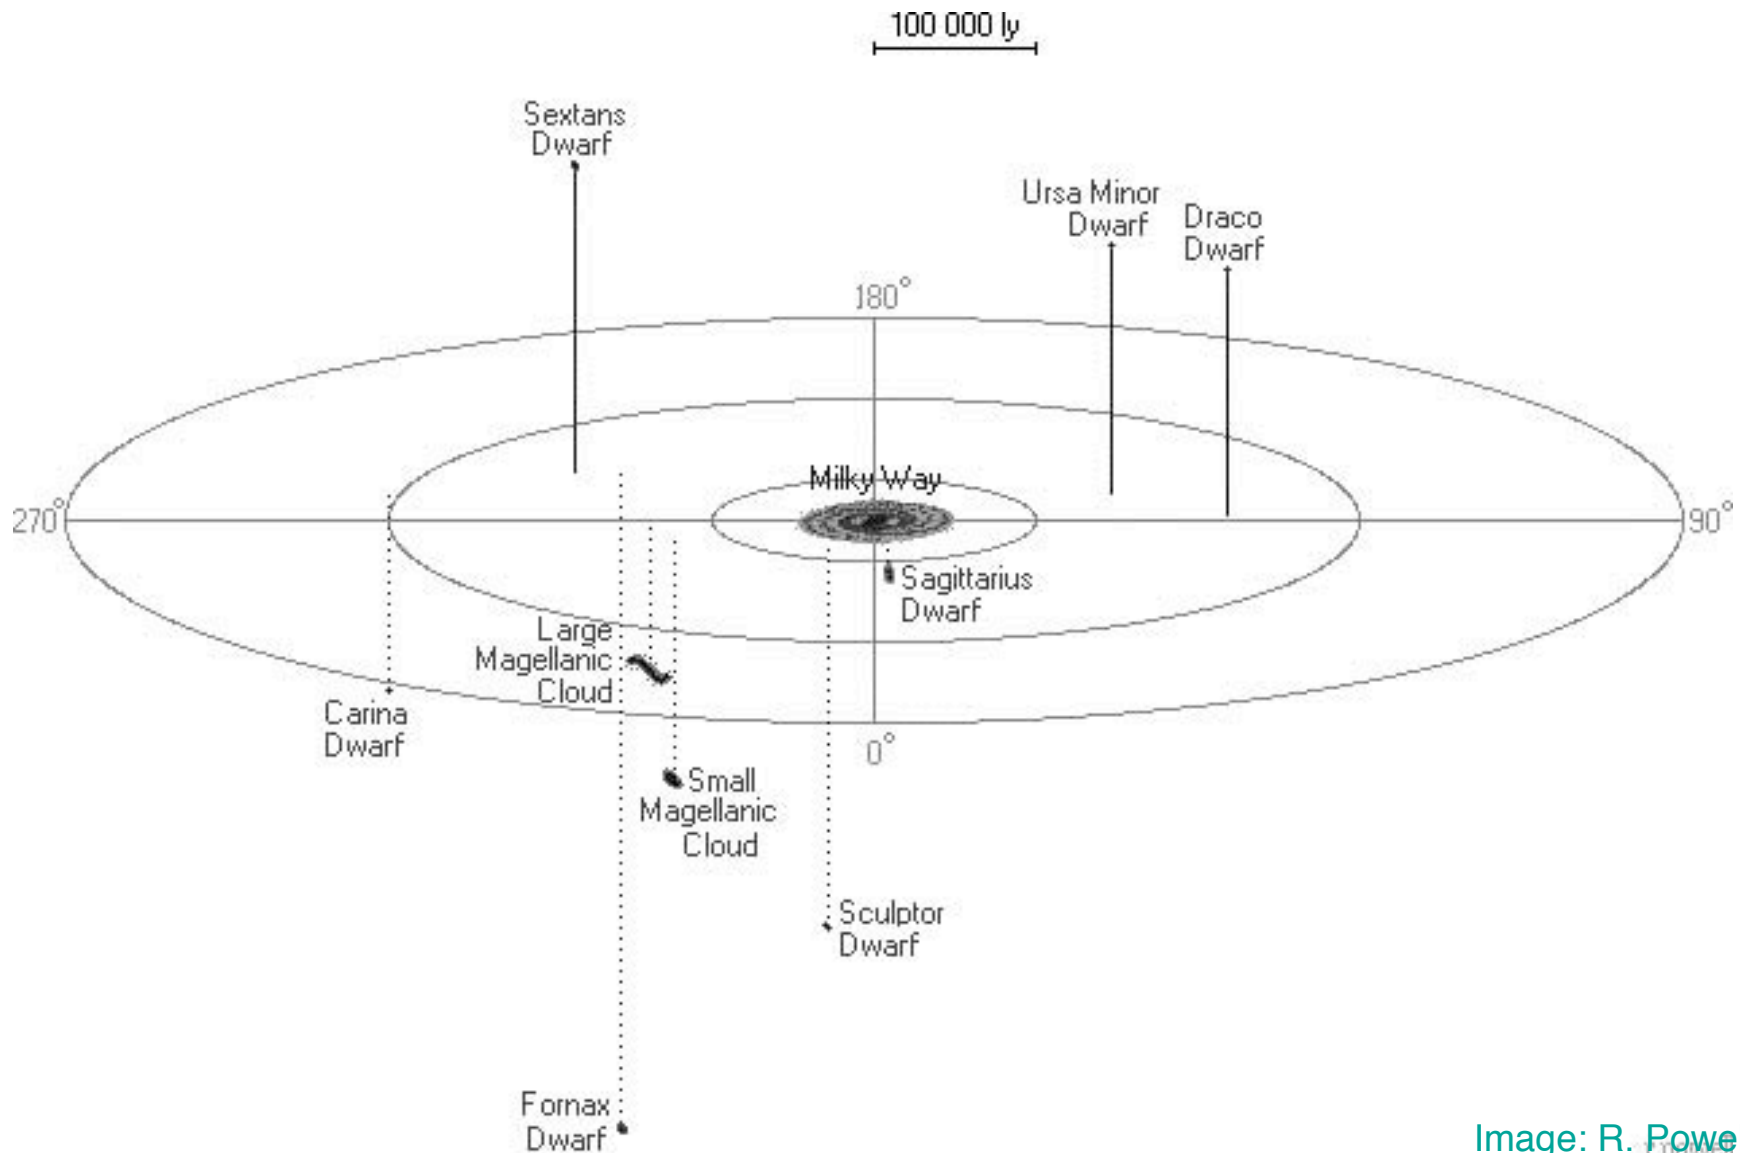 100 000 ly
Sextans
Dwarf
Ursa Minor
Dwarf
Draco
Dwarf
180°
Milky Way
270°
90°
Sagittarius
Dwarf
Large
Magellanic
Cloud
Carina
Dwarf
0°
Small
Magellanic
Cloud
Sculptor
Dwarf
Fornax
Dwarf
Image: R. Powe